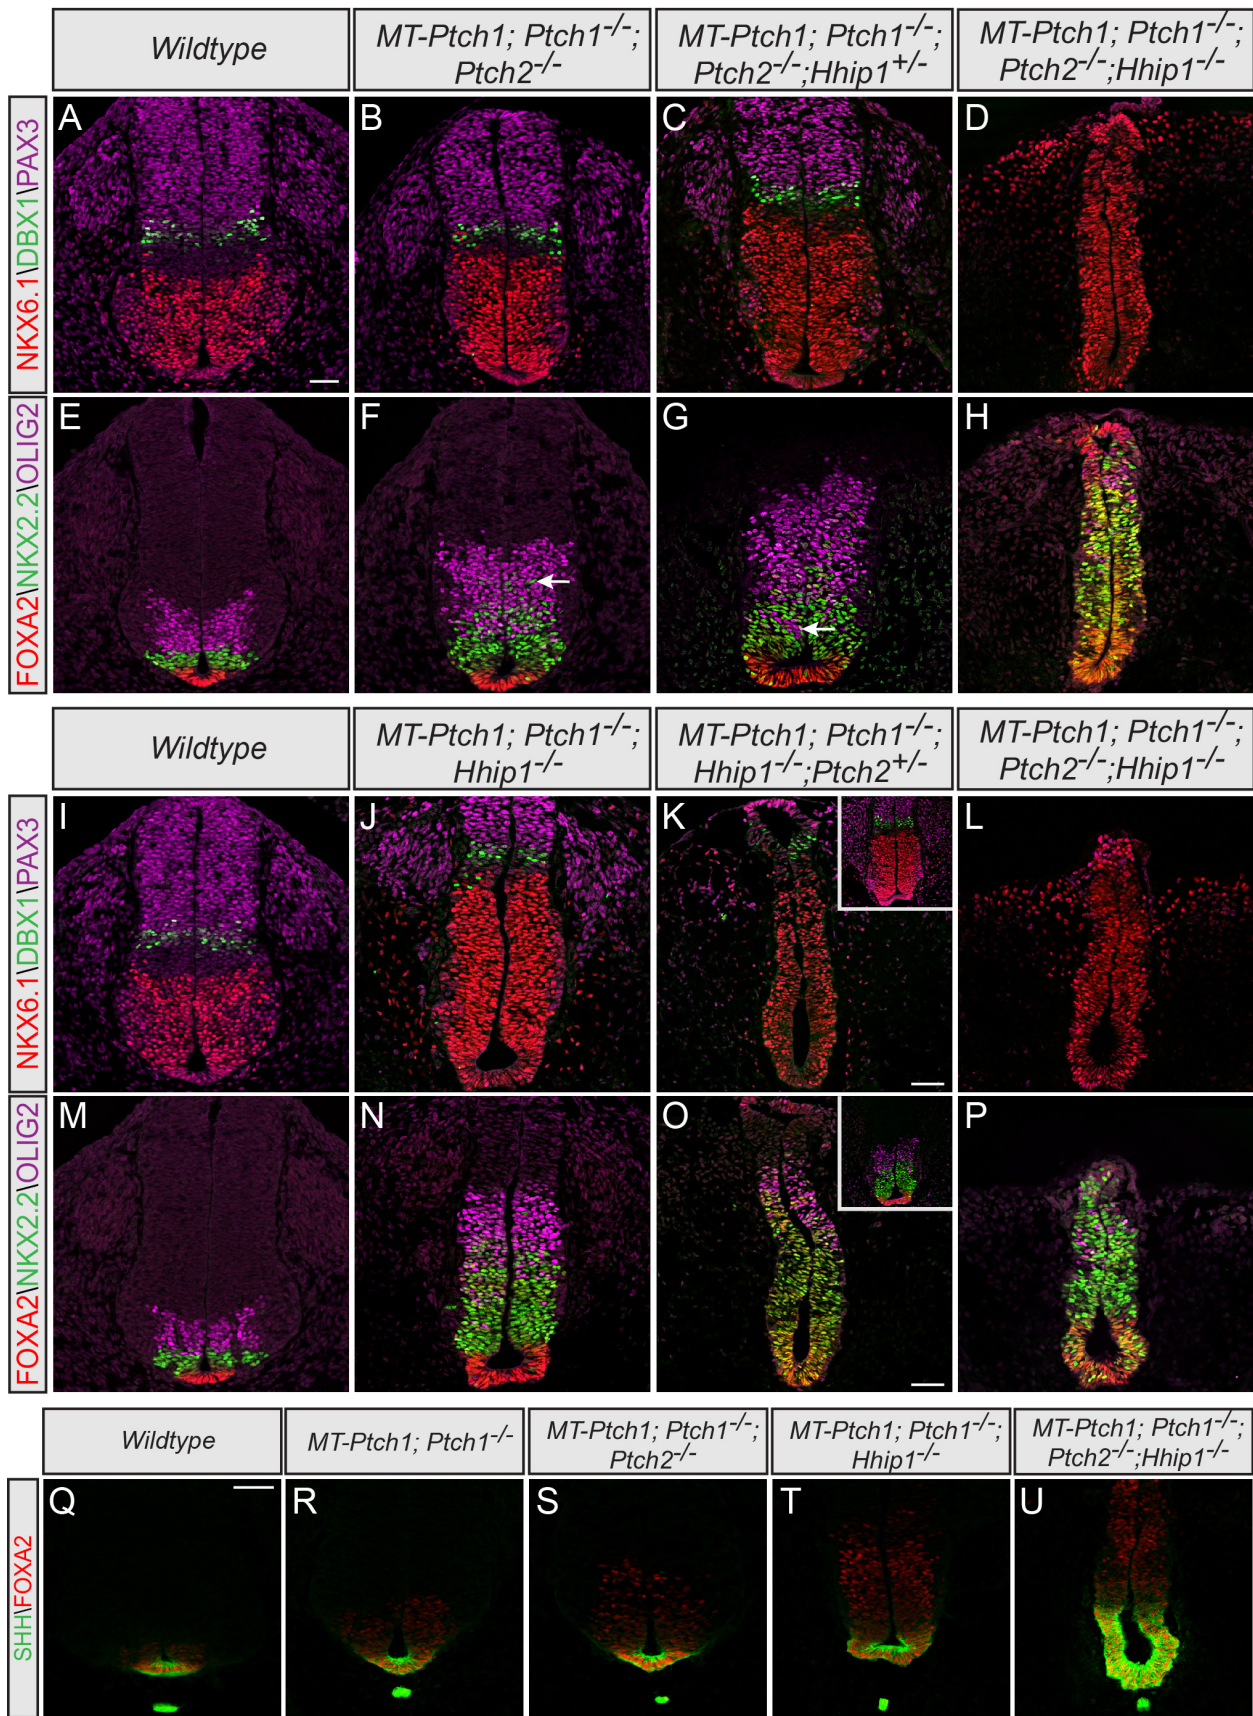 Wildtype
MT-Ptch1; Ptch1-/-;
Ptch2-/-
MT-Ptch1; Ptch1-/-;
Ptch2-/-;Hhip1+/-
MT-Ptch1; Ptch1-/-;
Ptch2-/-;Hhip1-/-
NKX6.1\DBX1\PAX3
A
B
C
D
FOXA2\NKX2.2\OLIG2
E
F
G
H
Wildtype
MT-Ptch1; Ptch1-/-;
Hhip1-/-
MT-Ptch1; Ptch1-/-;
Hhip1-/-;Ptch2+/-
MT-Ptch1; Ptch1-/-;
Ptch2-/-;Hhip1-/-
NKX6.1\DBX1\PAX3
I
J
K
L
FOXA2\NKX2.2\OLIG2
M
N
O
P
Wildtype
MT-Ptch1; Ptch1-/-
MT-Ptch1; Ptch1-/-;
Ptch2-/-
MT-Ptch1; Ptch1-/-;
Hhip1-/-
MT-Ptch1; Ptch1-/-;
Ptch2-/-;Hhip1-/-
SHH\FOXA2
Q
R
S
T
U